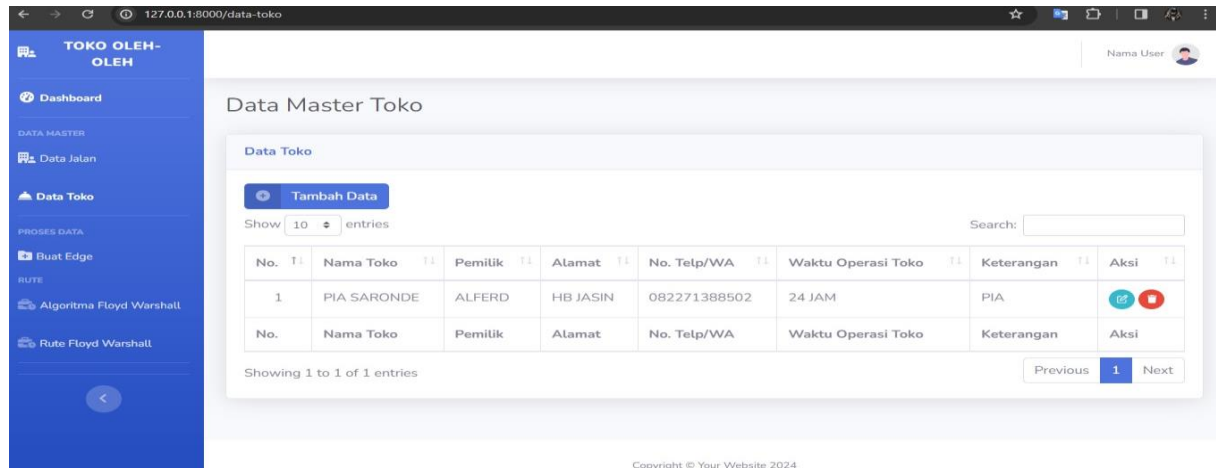 127.0.0.1:8000/data-toko
TOKO OLEH-
OLEH
Nama User
Dashboard
Data Master Toko
DATA MASTER
Data Jalan
Data Toko
Data Toko
Tambah Data
Show 10 entries
Search:
PROSES DATA
Buat Edge
RUTE
Algoritma Floyd Warshall
Rute Floyd Warshall
No. Nama Toko Pemilik Alamat No. Telp/WA Waktu Operasi Toko Keterangan Aksi
1 PIA SARONDE ALFERD HB JASIN 082271388502 24 JAM PIA
No. Nama Toko Pemilik Alamat No. Telp/WA Waktu Operasi Toko Keterangan Aksi
Showing 1 to 1 of 1 entries
Previous 1 Next
Copyright © Your Website 2024